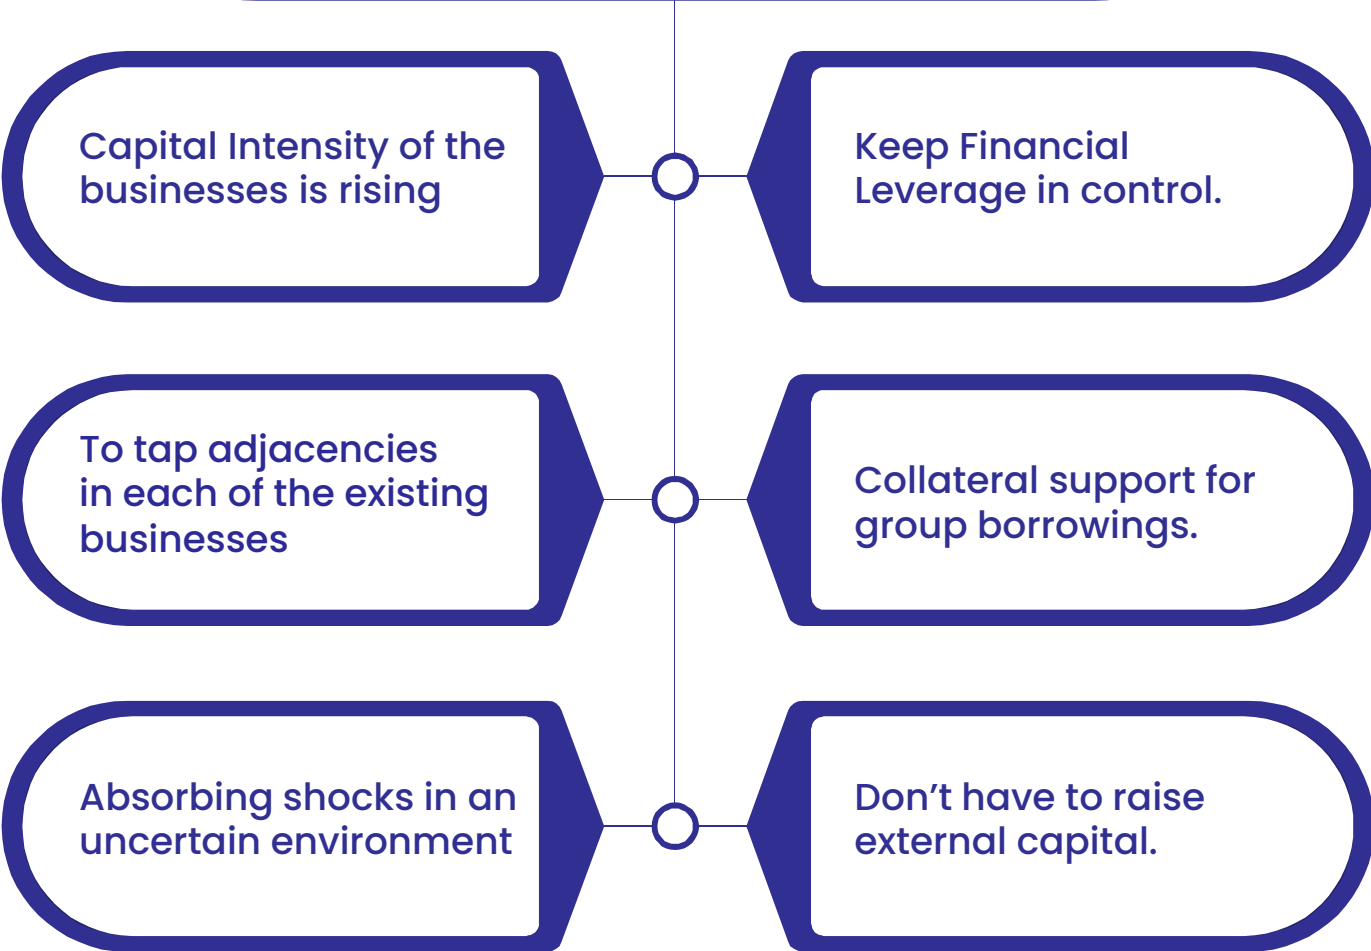 Capital Intensity of the
businesses is rising
Keep Financial
Leverage in control.
To tap adjacencies
in each of the existing
businesses
Collateral support for
group borrowings.
Absorbing shocks in an
uncertain environment
Don’t have to raise
external capital.